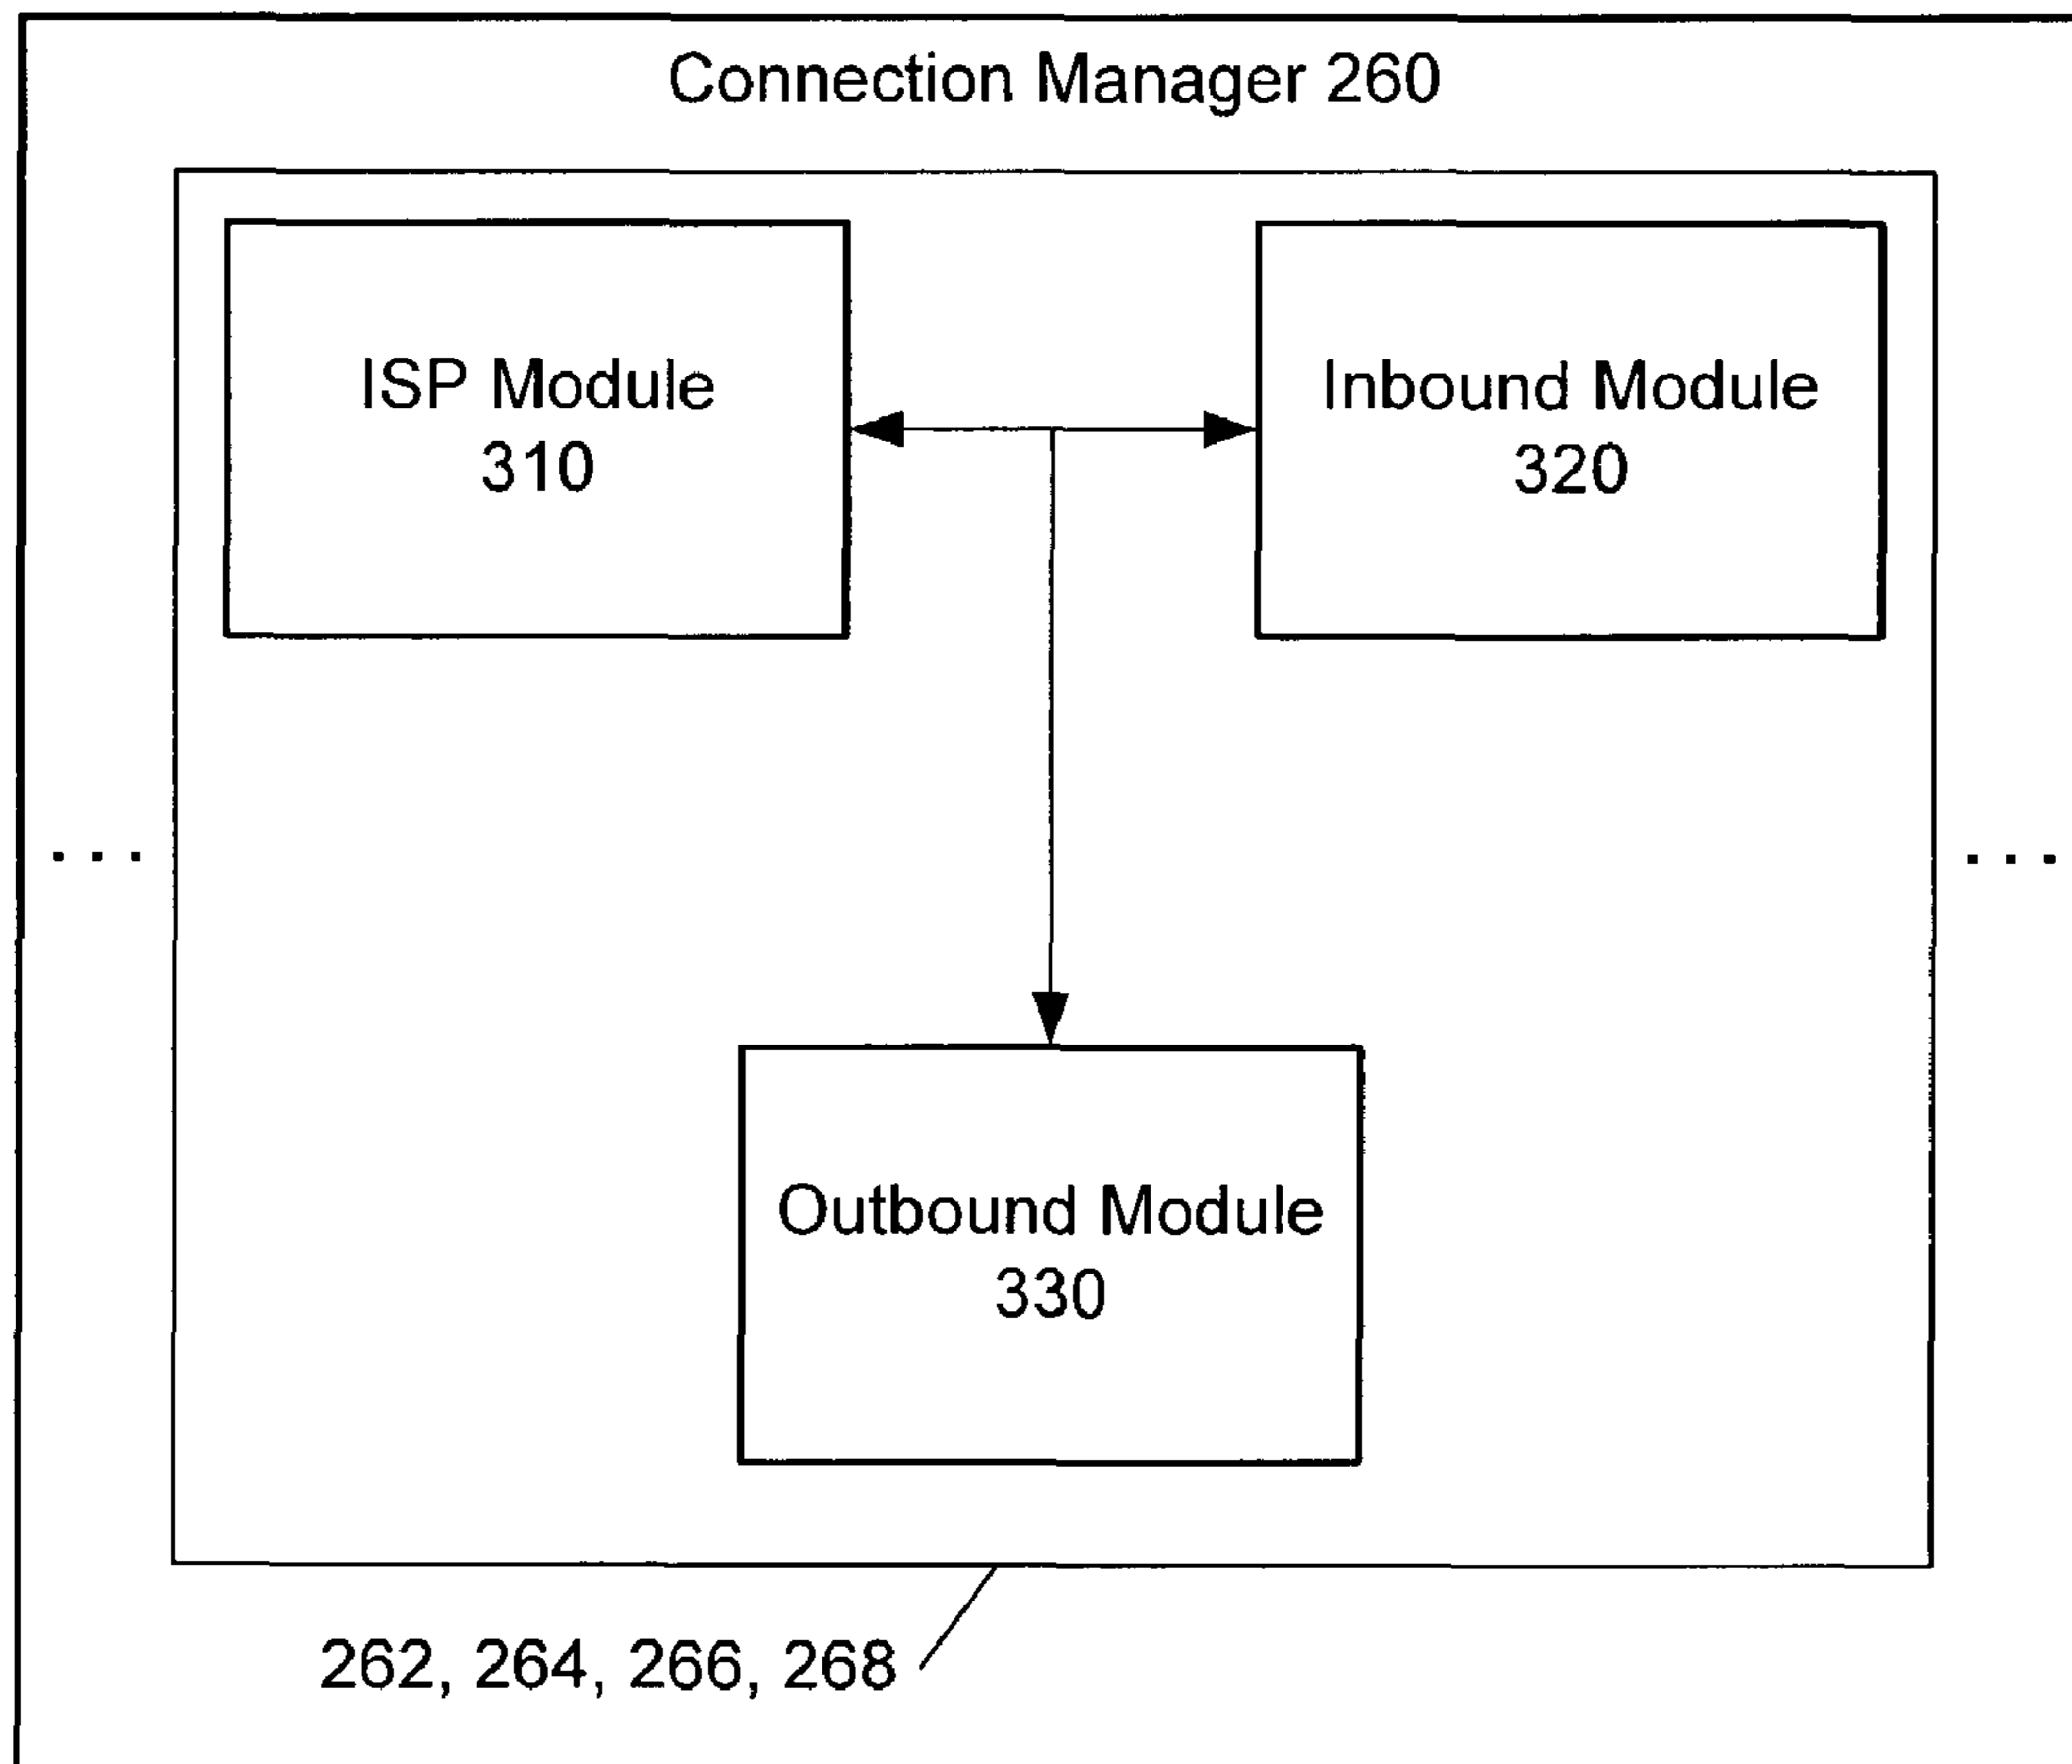 Connection Manager 260
ISP Module
310
Inbound Module
320
. . .
. . .
Outbound Module
330
262, 264, 266, 268